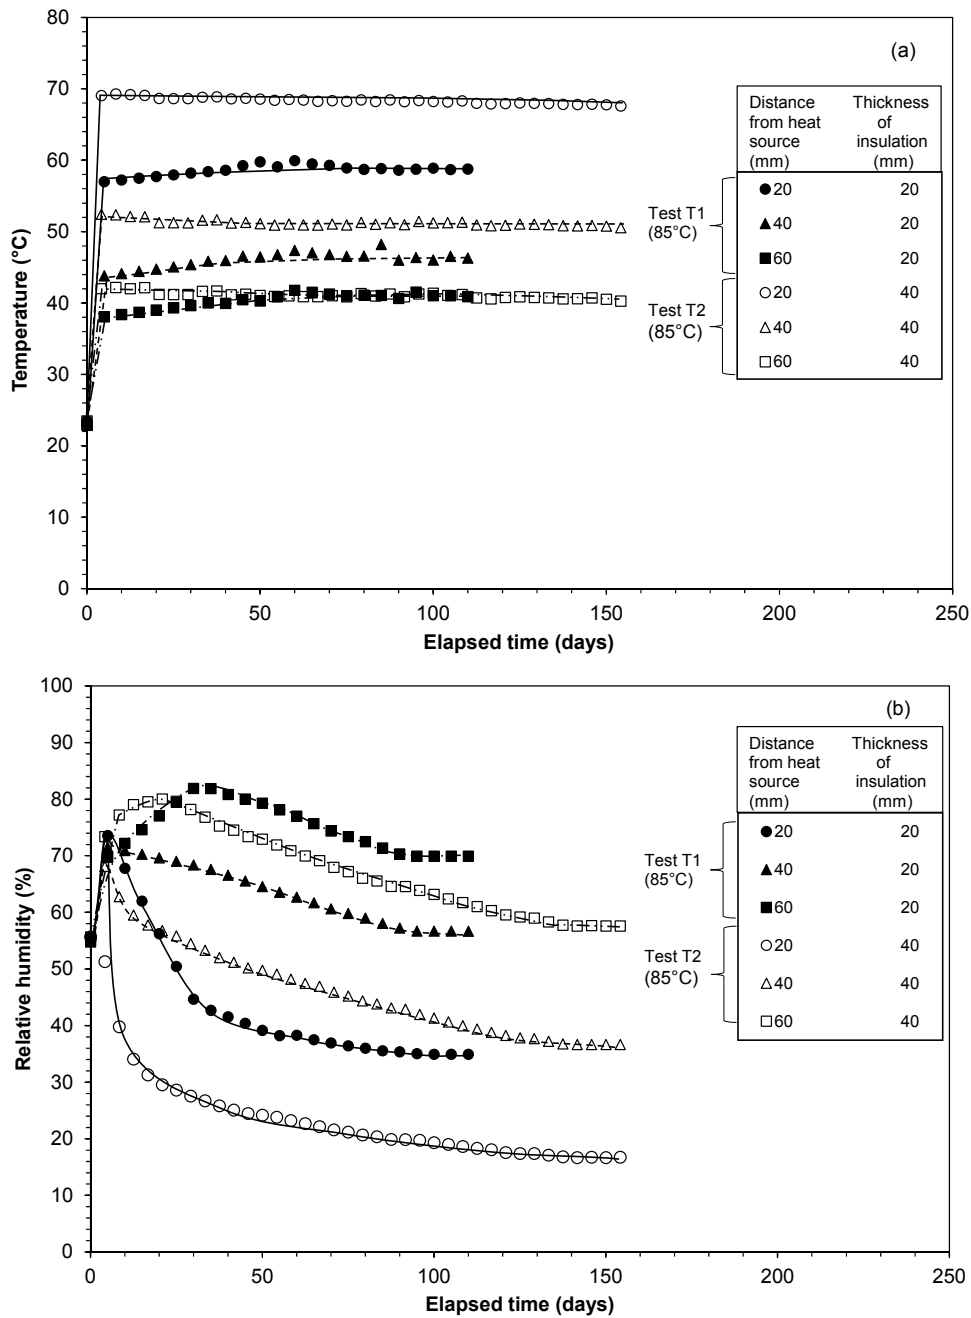 80
70
60
50
40
30
20
10
0
Temperature (°C)
(a)
Distance
from heat
source
(mm)
Thickness
of
insulation
(mm)
Test T1
(85°C)
Test T2
(85°C)
20 20
40 20
60 20
20 40
40 40
60 40
0 50 100 150 200 250
Elapsed time (days)
100
90
80
70
60
50
40
30
20
10
0
Relative humidity (%)
(b)
Distance
from heat
source
(mm)
Thickness
of
insulation
(mm)
Test T1
(85°C)
Test T2
(85°C)
20 20
40 20
60 20
20 40
40 40
60 40
0 50 100 150 200 250
Elapsed time (days)